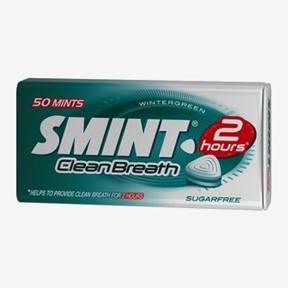 50 MINTS
WINTERGREEN
SMINT®
2 hours*
CleanBreath
*HELPS TO PROVIDE CLEAN BREATH FOR 2 HOURS
SUGARFREE